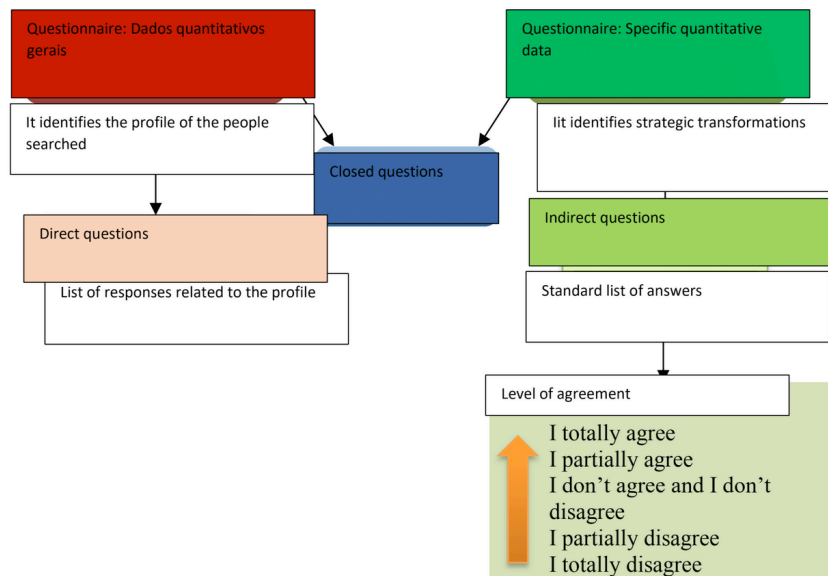 Questionnaire: Dados quantitativos
gerais
Questionnaire: Specific quantitative
data
It identifies the profile of the people
searched
Iit identifies strategic transformations
Closed questions
Direct questions
Indirect questions
List of responses related to the profile
Standard list of answers
Level of agreement
I totally agree
I partially agree
I don’t agree and I don’t
disagree
I partially disagree
I totally disagree